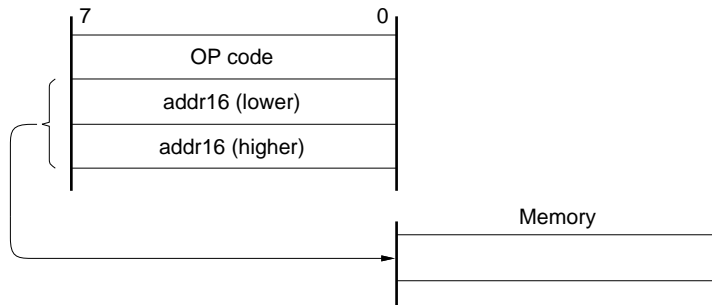 7 0
OP code
addr16 (lower)
addr16 (higher)
Memory